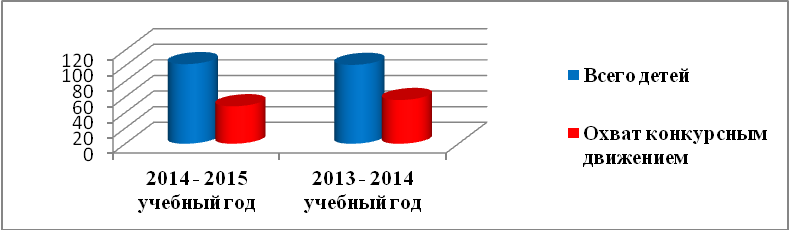 120
100
80
60
40
20
0
2014 - 2015
учебный год
2013 - 2014
учебный год
Всего детей
Охват конкурсным
движением